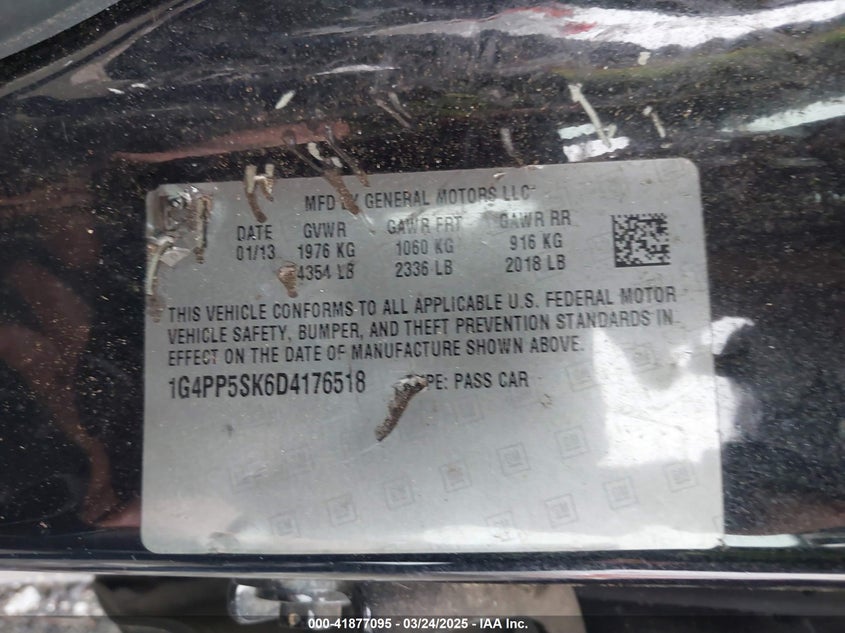 MFD BY GENERAL MOTORS LLC
DATE GVWR GAWR FRT GAWR RR
01/13 1976 KG 1060 KG 916 KG
4354 LB 2336 LB 2018 LB
THIS VEHICLE CONFORMS TO ALL APPLICABLE U.S. FEDERAL MOTOR
VEHICLE SAFETY, BUMPER, AND THEFT PREVENTION STANDARDS IN
EFFECT ON THE DATE OF MANUFACTURE SHOWN ABOVE.
1G4PP5SK6D4176518 TYPE: PASS CAR
000-41877095 - 03/24/2025 - IAA, Inc.